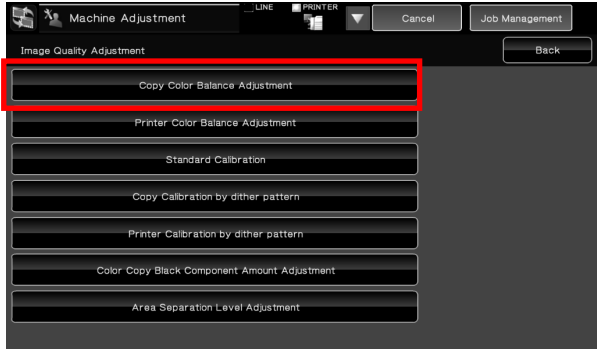 Machine Adjustment LINE PRINTER Cancel Job Management
Image Quality Adjustment Back
Copy Color Balance Adjustment
Printer Color Balance Adjustment
Standard Calibration
Copy Calibration by dither pattern
Printer Calibration by dither pattern
Color Copy Black Component Amount Adjustment
Area Separation Level Adjustment